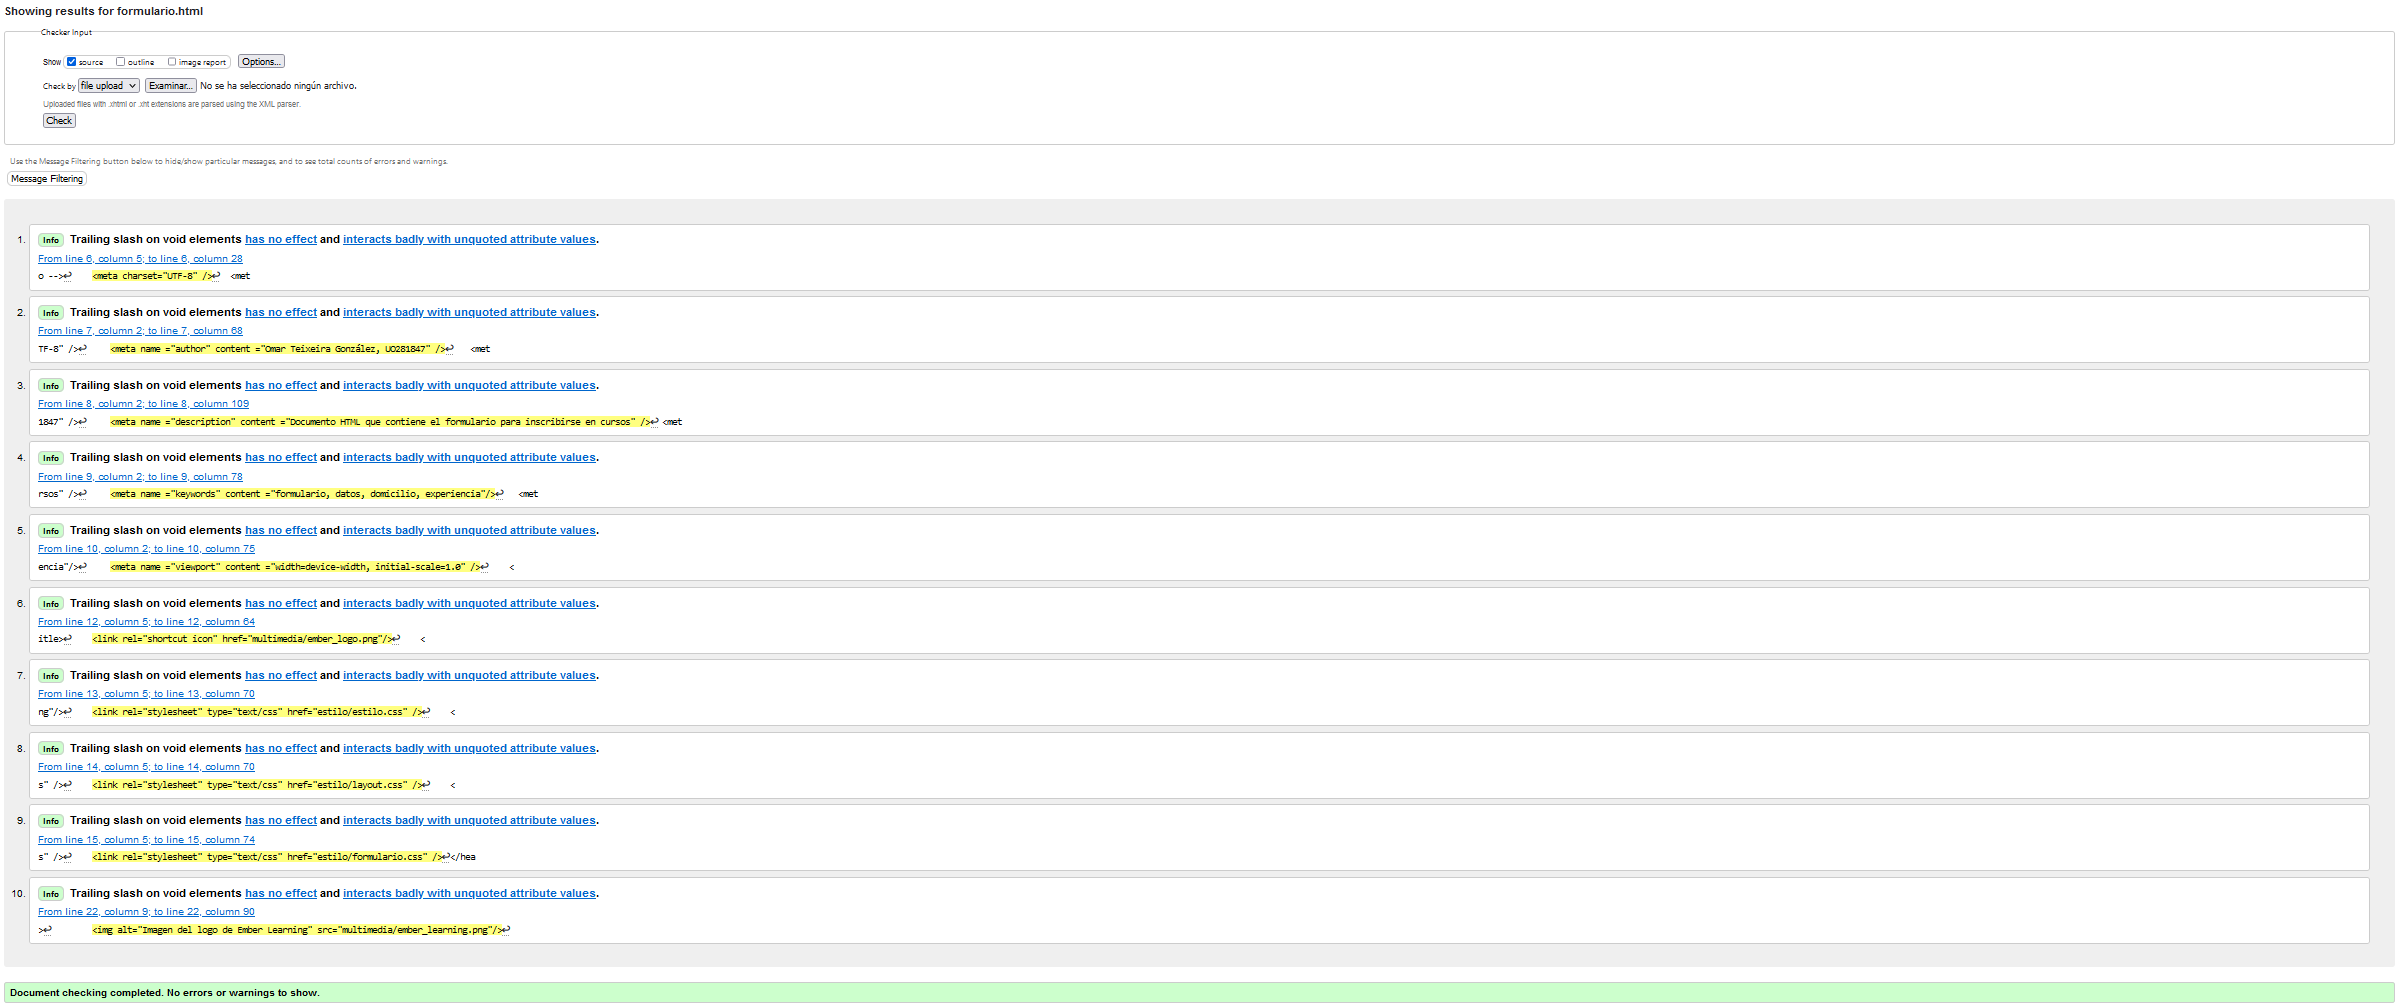 Showing results for formulario.html
Checker Input
Show source outline image report Options...
Check by file upload Examinar... No se ha seleccionado ningún archivo.
Uploaded files with .xhtml or .xht extensions are parsed using the XML parser.
Check
Use the Message Filtering button below to hide/show particular messages, and to see total counts of errors and warnings.
Message Filtering
1. Info Trailing slash on void elements has no effect and interacts badly with unquoted attribute values.
From line 6, column 5; to line 6, column 28
o -->↩ <meta charset="UTF-8" />↩ <met
2. Info Trailing slash on void elements has no effect and interacts badly with unquoted attribute values.
From line 7, column 2; to line 7, column 68
TF-8" />↩ <meta name ="author" content ="Omar Teixeira González, UO281847" />↩ <met
3. Info Trailing slash on void elements has no effect and interacts badly with unquoted attribute values.
From line 8, column 2; to line 8, column 109
1847" />↩ <meta name ="description" content ="Documento HTML que contiene el formulario para inscribirse en cursos" />↩ <met
4. Info Trailing slash on void elements has no effect and interacts badly with unquoted attribute values.
From line 9, column 2; to line 9, column 78
rsos" />↩ <meta name ="keywords" content ="formulario, datos, domicilio, experiencia"/>↩ <met
5. Info Trailing slash on void elements has no effect and interacts badly with unquoted attribute values.
From line 10, column 2; to line 10, column 75
encia"/>↩ <meta name ="viewport" content ="width=device-width, initial-scale=1.0" />↩ <
6. Info Trailing slash on void elements has no effect and interacts badly with unquoted attribute values.
From line 12, column 5; to line 12, column 64
itle>↩ <link rel="shortcut icon" href="multimedia/ember_logo.png"/>↩ <
7. Info Trailing slash on void elements has no effect and interacts badly with unquoted attribute values.
From line 13, column 5; to line 13, column 70
ng"/>↩ <link rel="stylesheet" type="text/css" href="estilo/estilo.css" />↩ <
8. Info Trailing slash on void elements has no effect and interacts badly with unquoted attribute values.
From line 14, column 5; to line 14, column 70
s" />↩ <link rel="stylesheet" type="text/css" href="estilo/layout.css" />↩ <
9. Info Trailing slash on void elements has no effect and interacts badly with unquoted attribute values.
From line 15, column 5; to line 15, column 74
s" />↩ <link rel="stylesheet" type="text/css" href="estilo/formulario.css" />↩</hea
10. Info Trailing slash on void elements has no effect and interacts badly with unquoted attribute values.
From line 22, column 9; to line 22, column 90
>↩ <img alt="Imagen del logo de Ember Learning" src="multimedia/ember_learning.png"/>↩
Document checking completed. No errors or warnings to show.